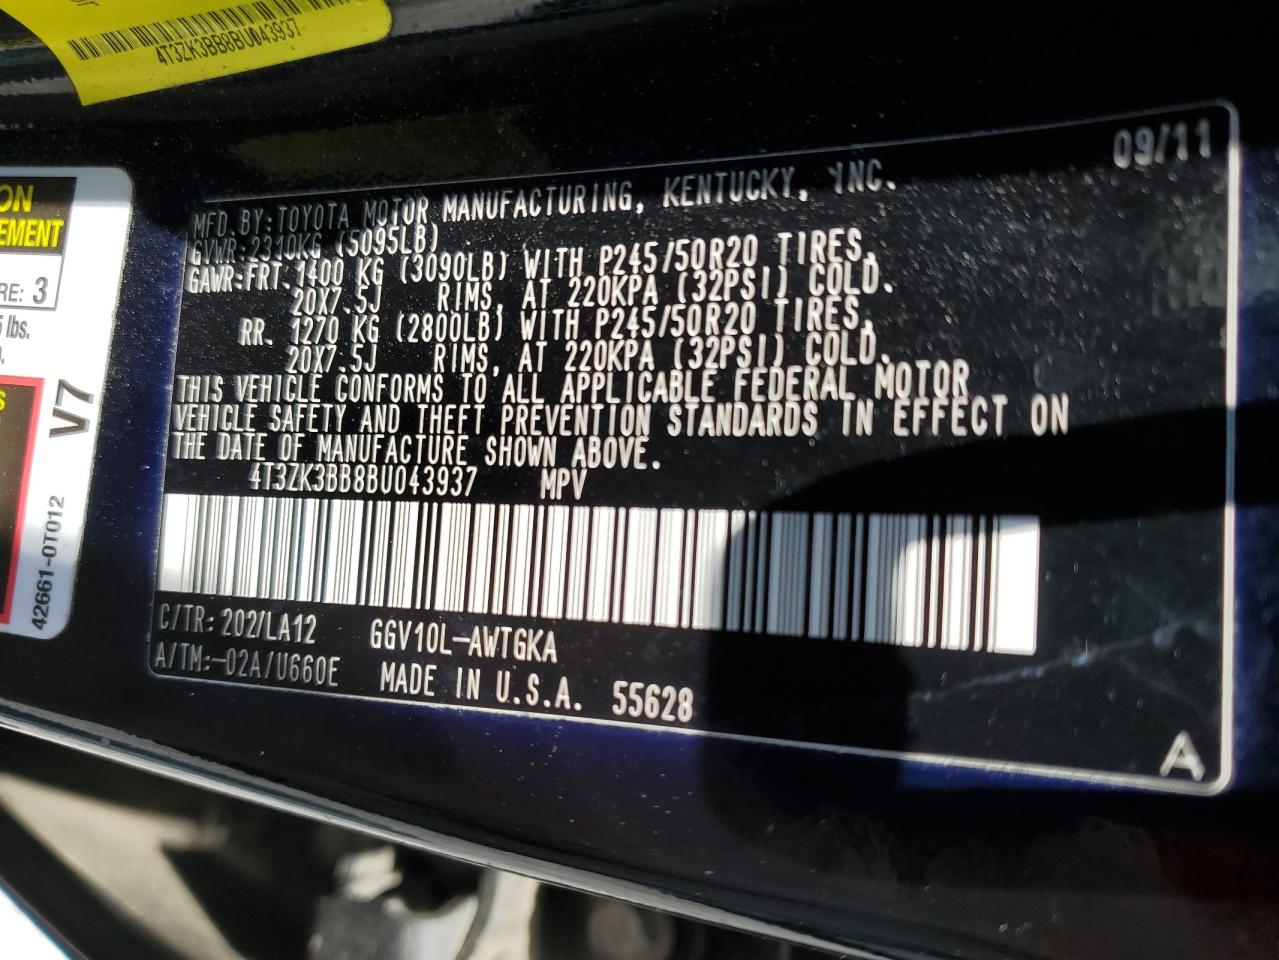 4T3ZK3BB8BU043937
ON
EMENT
RE: 3
lbs.
S
V7
42661-0T012
09/11
MFD.BY:TOYOTA MOTOR MANUFACTURING, KENTUCKY, INC.
GVWR:2310KG (5095LB)
GAWR:FRT.1400 KG (3090LB) WITH P245/50R20 TIRES,
20X7.5J RIMS, AT 220KPA (32PSI) COLD.
RR. 1270 KG (2800LB) WITH P245/50R20 TIRES,
20X7.5J RIMS, AT 220KPA (32PSI) COLD.
THIS VEHICLE CONFORMS TO ALL APPLICABLE FEDERAL MOTOR
VEHICLE SAFETY AND THEFT PREVENTION STANDARDS IN EFFECT ON
THE DATE OF MANUFACTURE SHOWN ABOVE.
4T3ZK3BB8BU043937 MPV
C/TR:202/LA12 GGV10L-AWTGKA
A/TM:-02A/U660E MADE IN U.S.A. 55628
A